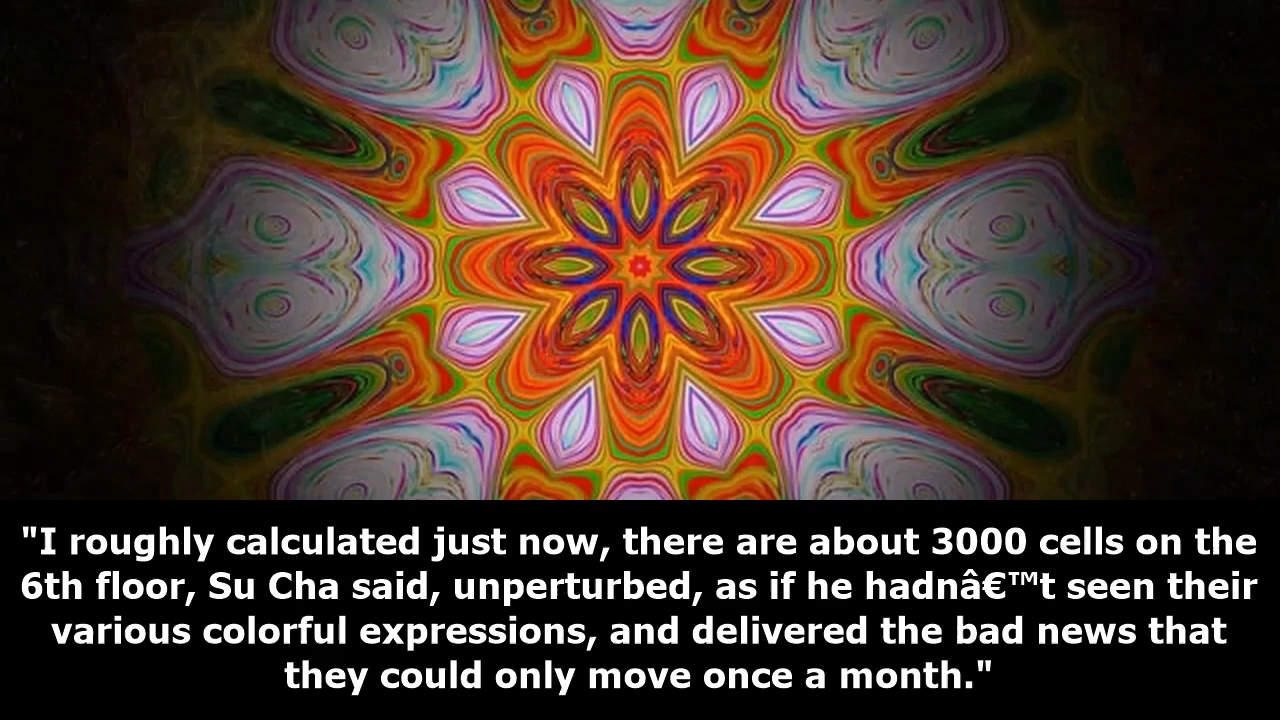 "I roughly calculated just now, there are about 3000 cells on the
6th floor, Su Cha said, unperturbed, as if he hadnâ€™t seen their
various colorful expressions, and delivered the bad news that
they could only move once a month."